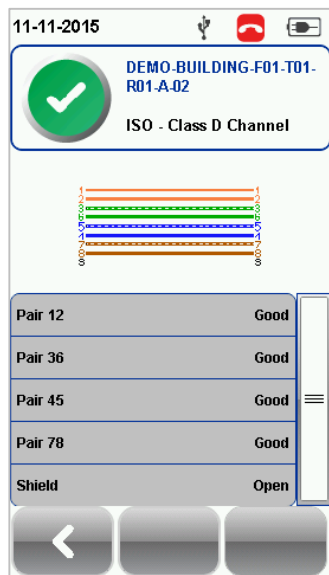 11-11-2015
DEMO-BUILDING-F01-T01-
R01-A-02
ISO - Class D Channel
1 1
2 2
3 3
6 6
5 5
4 4
7 7
8 8
S S
Pair 12 Good
Pair 36 Good
Pair 45 Good
Pair 78 Good
Shield Open